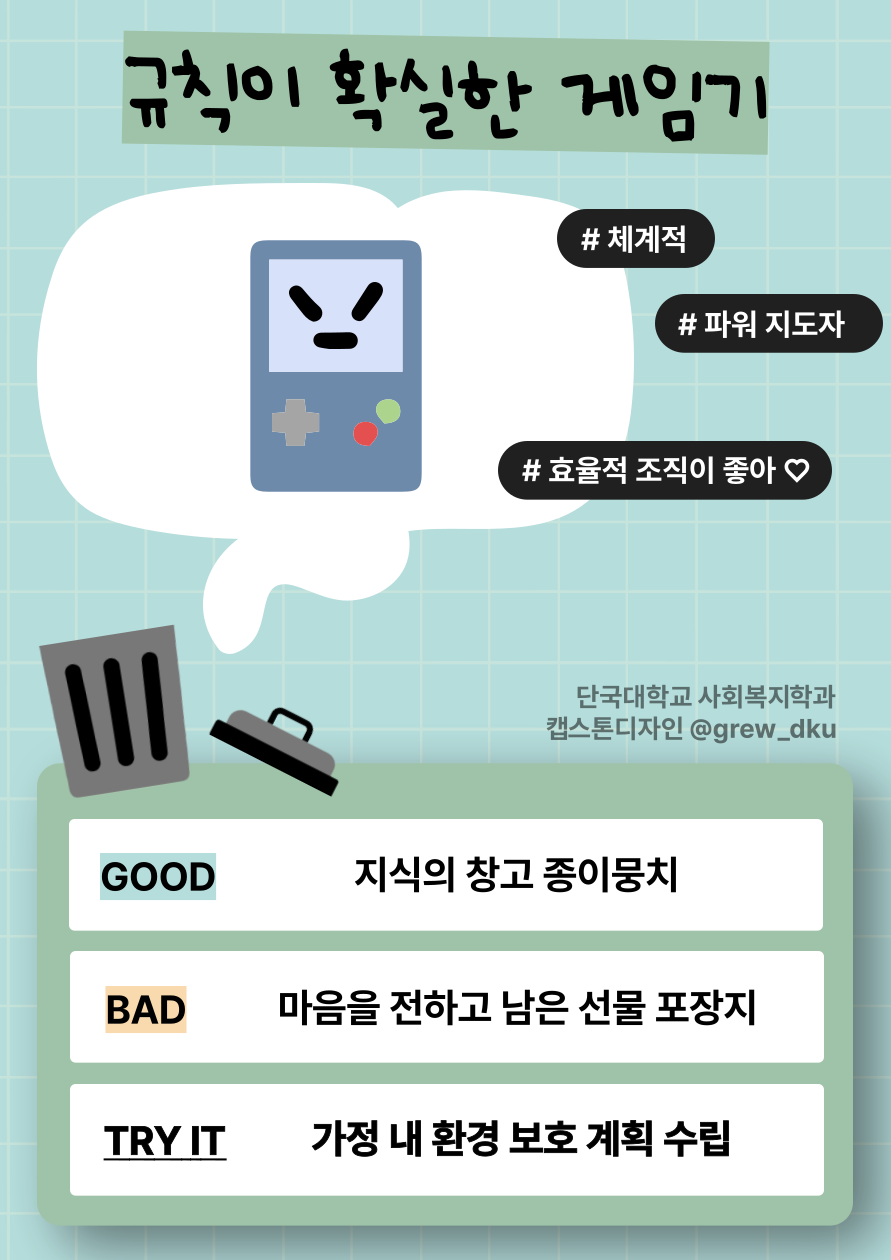 규칙이 확실한 게임기
# 체계적
# 파워 지도자
# 효율적 조직이 좋아 ♡
단국대학교 사회복지학과
캡스톤디자인 @grew_dku
GOOD 지식의 창고 종이뭉치
BAD 마음을 전하고 남은 선물 포장지
TRY IT 가정 내 환경 보호 계획 수립